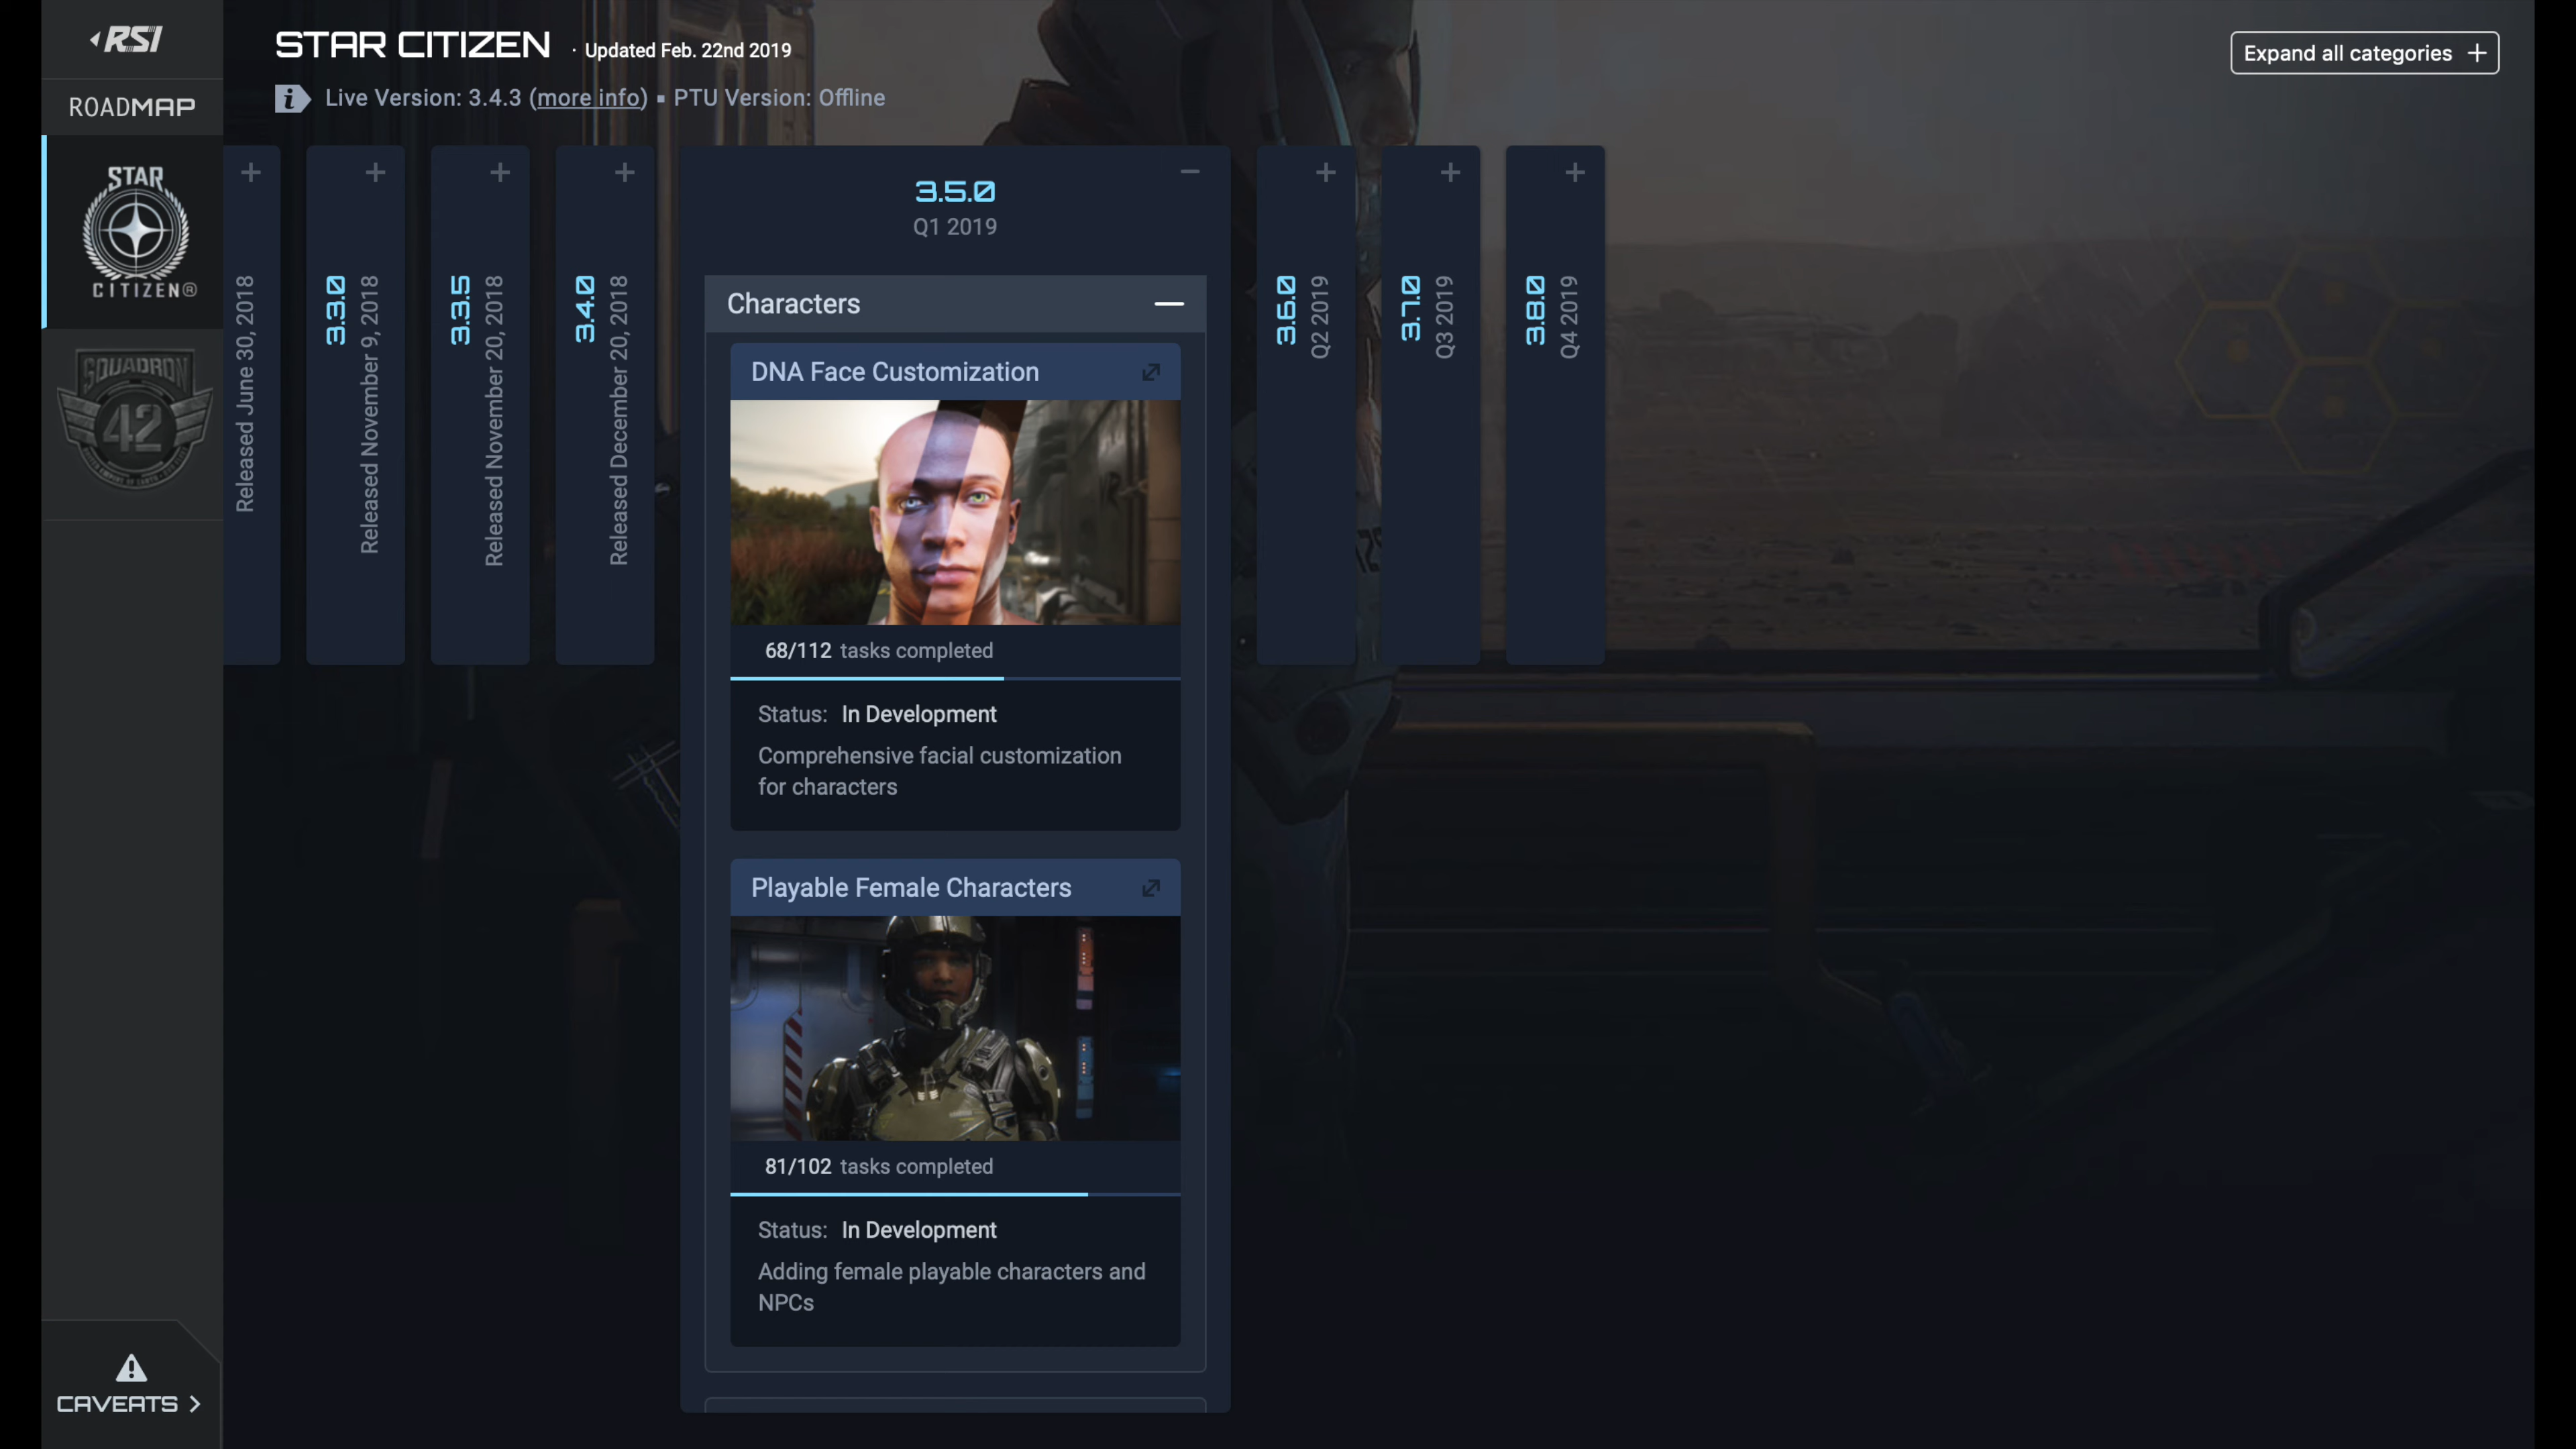 RSI
ROADMAP
STAR
CITIZEN®
SQUADRON
42
CAVEATS
STAR CITIZEN · Updated Feb. 22nd 2019
Live Version: 3.4.3 (more info) ▪ PTU Version: Offline
Expand all categories +
Released June 30, 2018
3.3.0
Released November 9, 2018
3.3.5
Released November 20, 2018
3.4.0
Released December 20, 2018
3.5.0
Q1 2019
Characters
DNA Face Customization
68/112 tasks completed
Status: In Development
Comprehensive facial customization
for characters
Playable Female Characters
81/102 tasks completed
Status: In Development
Adding female playable characters and
NPCs
3.6.0
Q2 2019
3.7.0
Q3 2019
3.8.0
Q4 2019